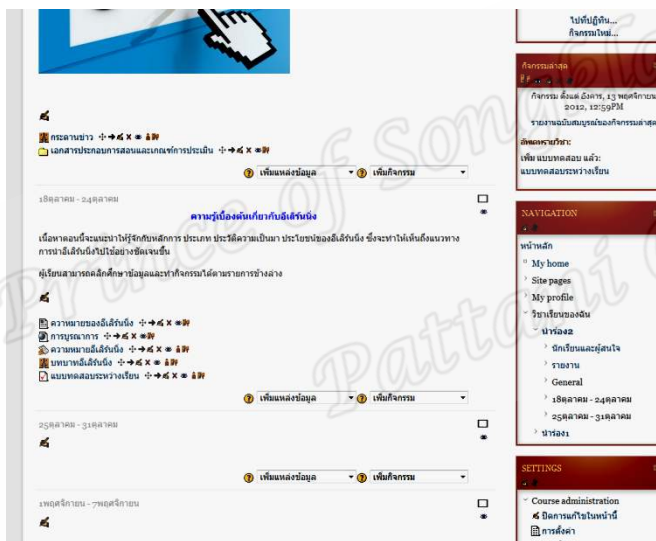 กระดานข่าว
เอกสารประกอบการสอนและเกณฑ์การประเมิน
เพิ่มแหล่งข้อมูล เพิ่มกิจกรรม
18ตุลาคม - 24ตุลาคม
ความรู้เบื้องต้นเกี่ยวกับอีเลิร์นนิ่ง
เนื้อหาตอนนี้จะแนะนำให้รู้จักกับหลักการ ประเภท ประวัติความเป็นมา ประโยชน์ของอีเลิร์นนิ่ง ซึ่งจะทำให้เห็นถึงแนวทาง
การนำอีเลิร์นนิ่งไปใช้อย่างชัดเจนขึ้น
ผู้เรียนสามารถคลิกศึกษาข้อมูลและทำกิจกรรมได้ตามรายการข้างล่าง
ความหมายของอีเลิร์นนิ่ง
การบูรณาการ
ความหมายอีเลิร์นนิ่ง
บทบาทอีเลิร์นนิ่ง
แบบทดสอบระหว่างเรียน
เพิ่มแหล่งข้อมูล เพิ่มกิจกรรม
25ตุลาคม - 31ตุลาคม
เพิ่มแหล่งข้อมูล เพิ่มกิจกรรม
1พฤศจิกายน - 7พฤศจิกายน
ไปที่ปฏิทิน...
กิจกรรมใหม่...
กิจกรรมล่าสุด
กิจกรรม ตั้งแต่ อังคาร, 13 พฤศจิกายน
2012, 12:59PM
รายงานฉบับสมบูรณ์ของกิจกรรมล่าสุด
อัพเดทรายวิชา:
เพิ่ม แบบทดสอบ แล้ว:
แบบทดสอบระหว่างเรียน
NAVIGATION
หน้าหลัก
My home
Site pages
My profile
วิชาเรียนของฉัน
นำร่อง2
นักเรียนและผู้สนใจ
รายงาน
General
18ตุลาคม - 24ตุลาคม
25ตุลาคม - 31ตุลาคม
นำร่อง1
SETTINGS
Course administration
ปิดการแก้ไขในหน้านี้
การตั้งค่า
Prince of Songkla
Pattani